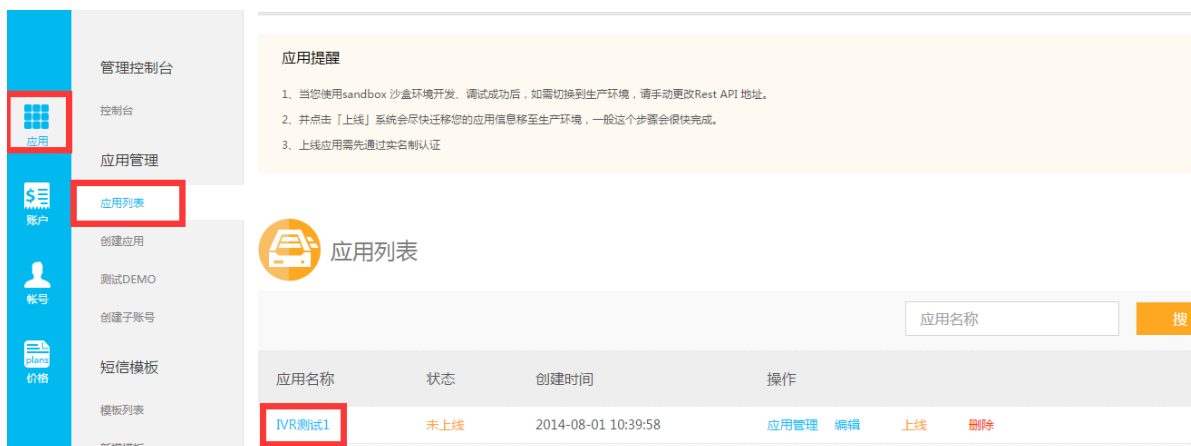 应用
$
账户
帐号
plans
价格
管理控制台
控制台
应用管理
应用列表
创建应用
测试DEMO
创建子账号
短信模板
模板列表
应用提醒
1、当您使用sandbox 沙盒环境开发、调试成功后，如需切换到生产环境，请手动更改Rest API 地址。
2、并点击「上线」系统会尽快迁移您的应用信息移至生产环境，一般这个步骤会很快完成。
3、上线应用需先通过实名制认证
应用列表
应用名称 搜
应用名称 状态 创建时间 操作
IVR测试1 未上线 2014-08-01 10:39:58 应用管理 编辑 上线 删除